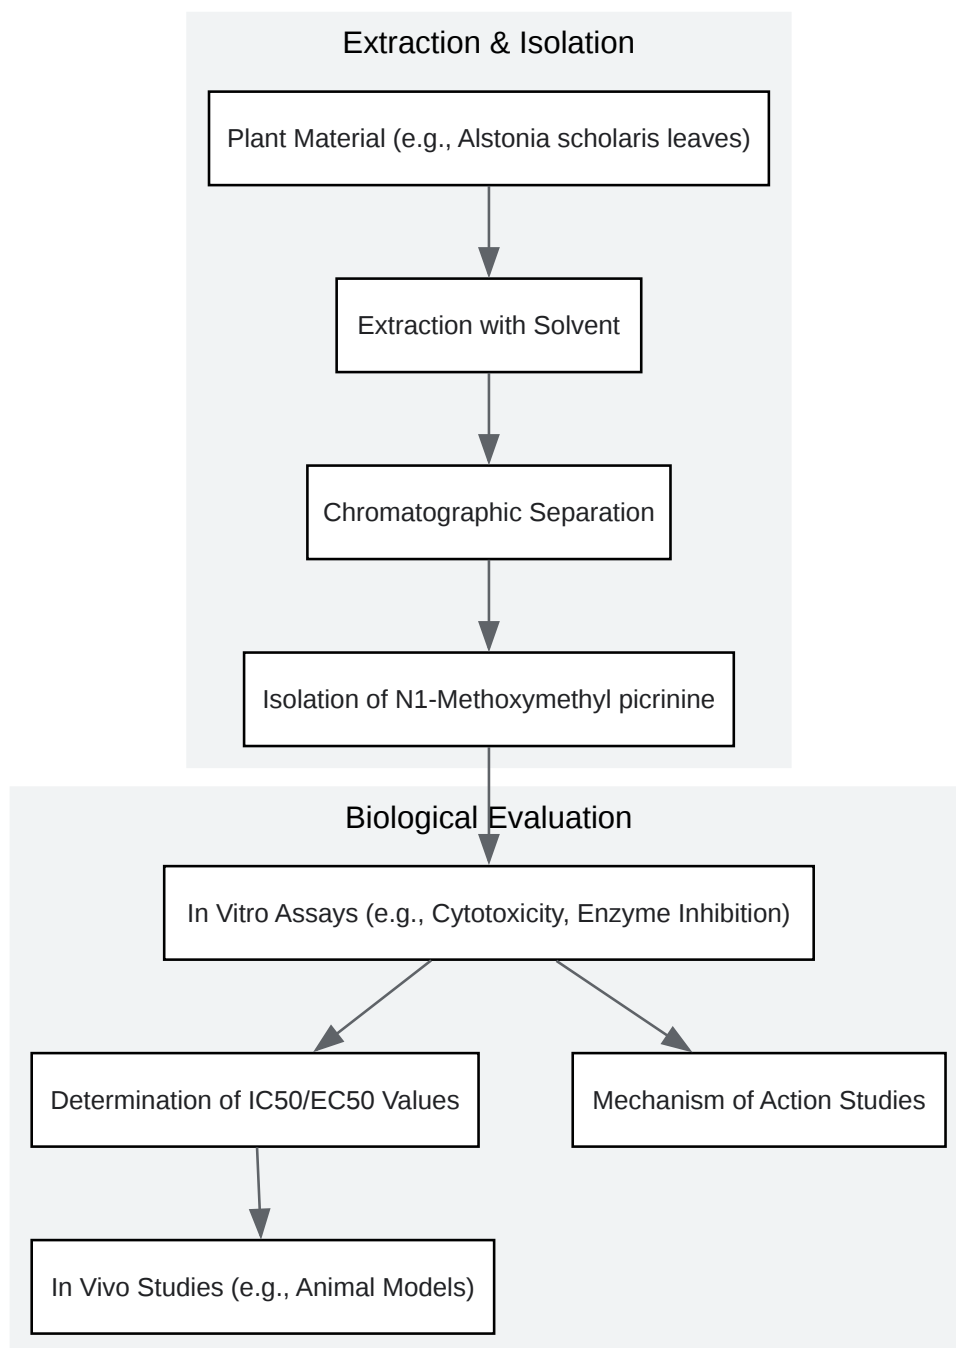 Extraction & Isolation
Plant Material (e.g., Alstonia scholaris leaves)
Extraction with Solvent
Chromatographic Separation
Isolation of N1-Methoxymethyl picrinine
Biological Evaluation
In Vitro Assays (e.g., Cytotoxicity, Enzyme Inhibition)
Determination of IC50/EC50 Values
Mechanism of Action Studies
In Vivo Studies (e.g., Animal Models)